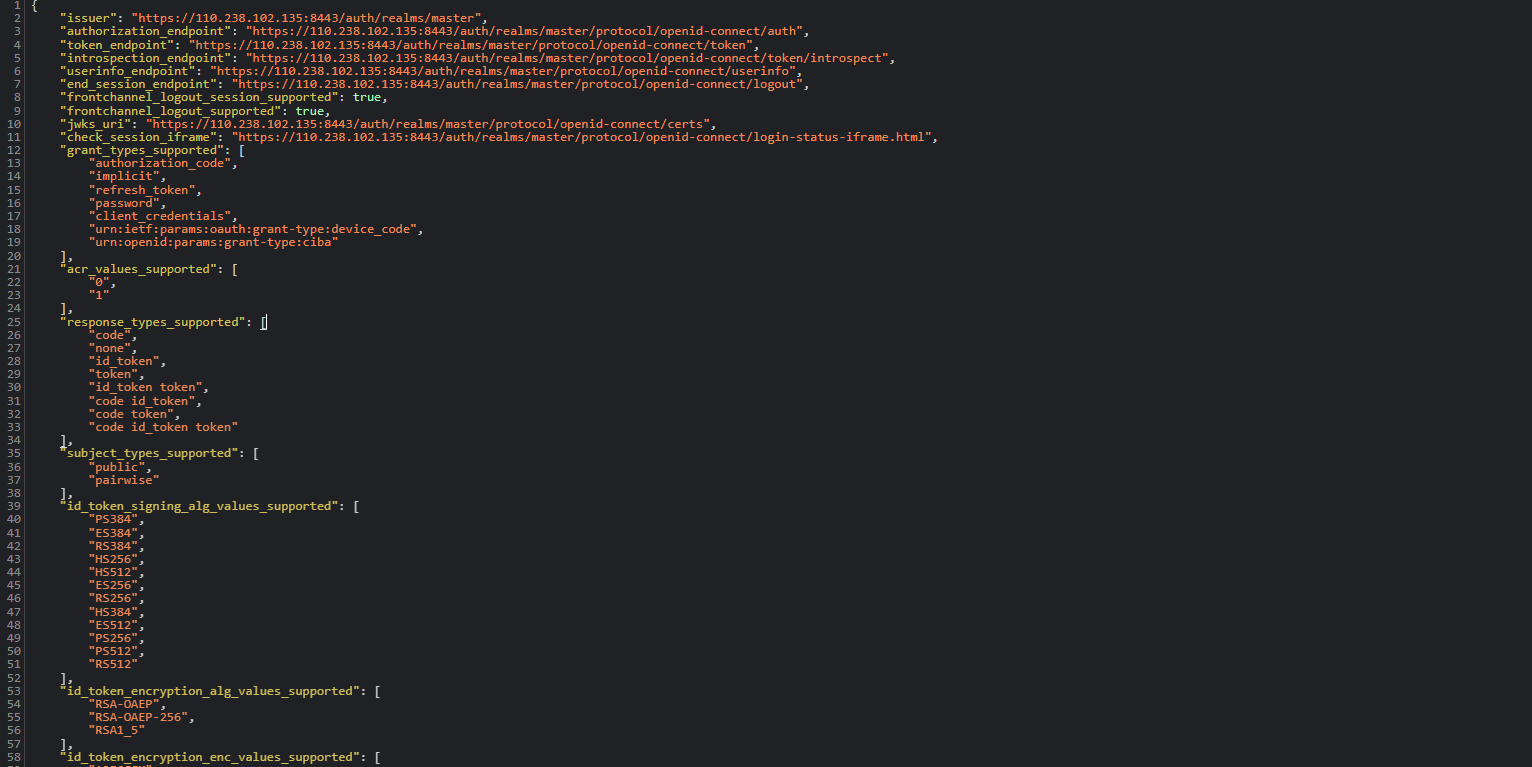 1 {
2 "issuer": "https://110.238.102.135:8443/auth/realms/master",
3 "authorization_endpoint": "https://110.238.102.135:8443/auth/realms/master/protocol/openid-connect/auth",
4 "token_endpoint": "https://110.238.102.135:8443/auth/realms/master/protocol/openid-connect/token",
5 "introspection_endpoint": "https://110.238.102.135:8443/auth/realms/master/protocol/openid-connect/token/introspect",
6 "userinfo_endpoint": "https://110.238.102.135:8443/auth/realms/master/protocol/openid-connect/userinfo",
7 "end_session_endpoint": "https://110.238.102.135:8443/auth/realms/master/protocol/openid-connect/logout",
8 "frontchannel_logout_session_supported": true,
9 "frontchannel_logout_supported": true,
10 "jwks_uri": "https://110.238.102.135:8443/auth/realms/master/protocol/openid-connect/certs",
11 "check_session_iframe": "https://110.238.102.135:8443/auth/realms/master/protocol/openid-connect/login-status-iframe.html",
12 "grant_types_supported": [
13 "authorization_code",
14 "implicit",
15 "refresh_token",
16 "password",
17 "client_credentials",
18 "urn:ietf:params:oauth:grant-type:device_code",
19 "urn:openid:params:grant-type:ciba"
20 ],
21 "acr_values_supported": [
22 "0",
23 "1"
24 ],
25 "response_types_supported": [
26 "code",
27 "none",
28 "id_token",
29 "token",
30 "id_token token",
31 "code id_token",
32 "code token",
33 "code id_token token"
34 ],
35 "subject_types_supported": [
36 "public",
37 "pairwise"
38 ],
39 "id_token_signing_alg_values_supported": [
40 "PS384",
41 "ES384",
42 "RS384",
43 "HS256",
44 "HS512",
45 "ES256",
46 "RS256",
47 "HS384",
48 "ES512",
49 "PS256",
50 "PS512",
51 "RS512"
52 ],
53 "id_token_encryption_alg_values_supported": [
54 "RSA-OAEP",
55 "RSA-OAEP-256",
56 "RSA1_5"
57 ],
58 "id_token_encryption_enc_values_supported": [